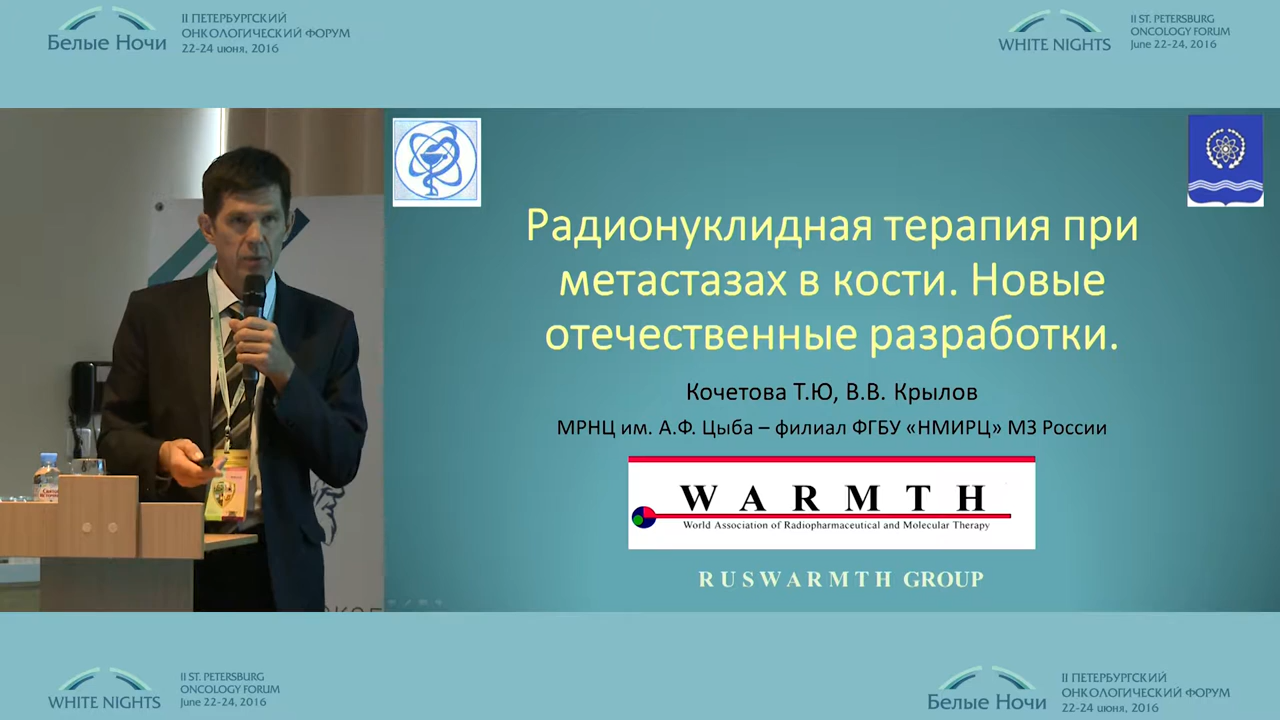 Белые Ночи
II ПЕТЕРБУРГСКИЙ
ОНКОЛОГИЧЕСКИЙ ФОРУМ
22-24 июня, 2016
WHITE NIGHTS
II ST. PETERSBURG
ONCOLOGY FORUM
June 22-24, 2016
Радионуклидная терапия при
метастазах в кости. Новые
отечественные разработки.
Кочетова Т.Ю, В.В. Крылов
МРНЦ им. А.Ф. Цыба – филиал ФГБУ «НМИРЦ» МЗ России
WARMTH
World Association of Radiopharmaceutical and Molecular Therapy
RUSWARMTH GROUP
WHITE NIGHTS
II ST. PETERSBURG
ONCOLOGY FORUM
June 22-24, 2016
Белые Ночи
II ПЕТЕРБУРГСКИЙ
ОНКОЛОГИЧЕСКИЙ ФОРУМ
22-24 июня, 2016